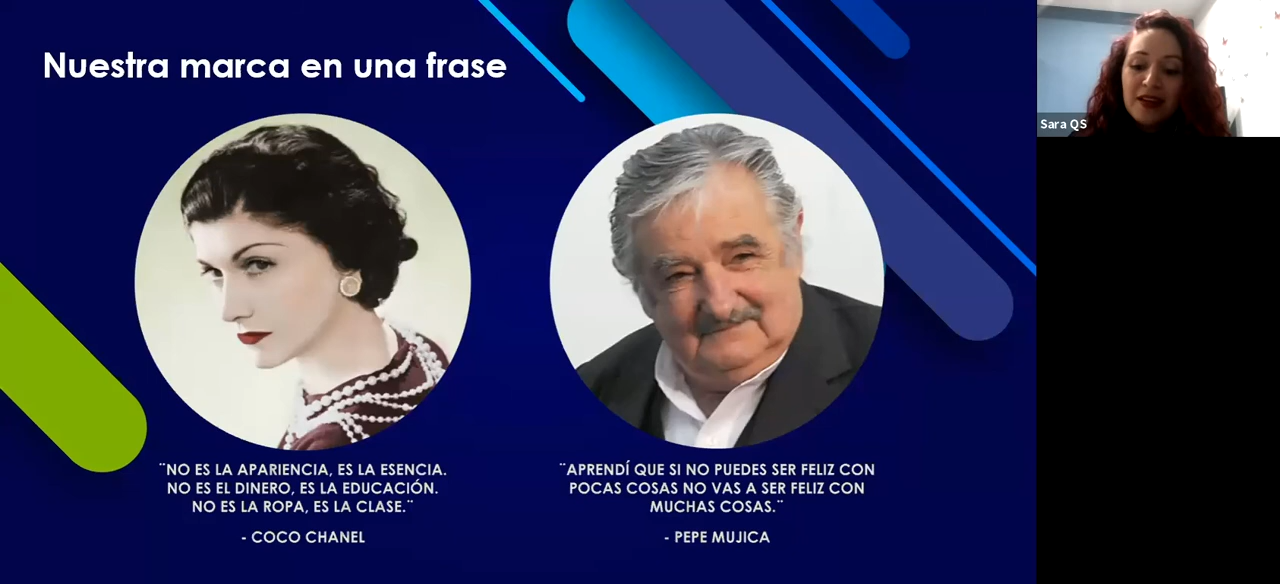 Nuestra marca en una frase
Sara QS
¨NO ES LA APARIENCIA, ES LA ESENCIA.
NO ES EL DINERO, ES LA EDUCACIÓN.
NO ES LA ROPA, ES LA CLASE.¨
- COCO CHANEL
¨APRENDÍ QUE SI NO PUEDES SER FELIZ CON
POCAS COSAS NO VAS A SER FELIZ CON
MUCHAS COSAS.¨
- PEPE MUJICA